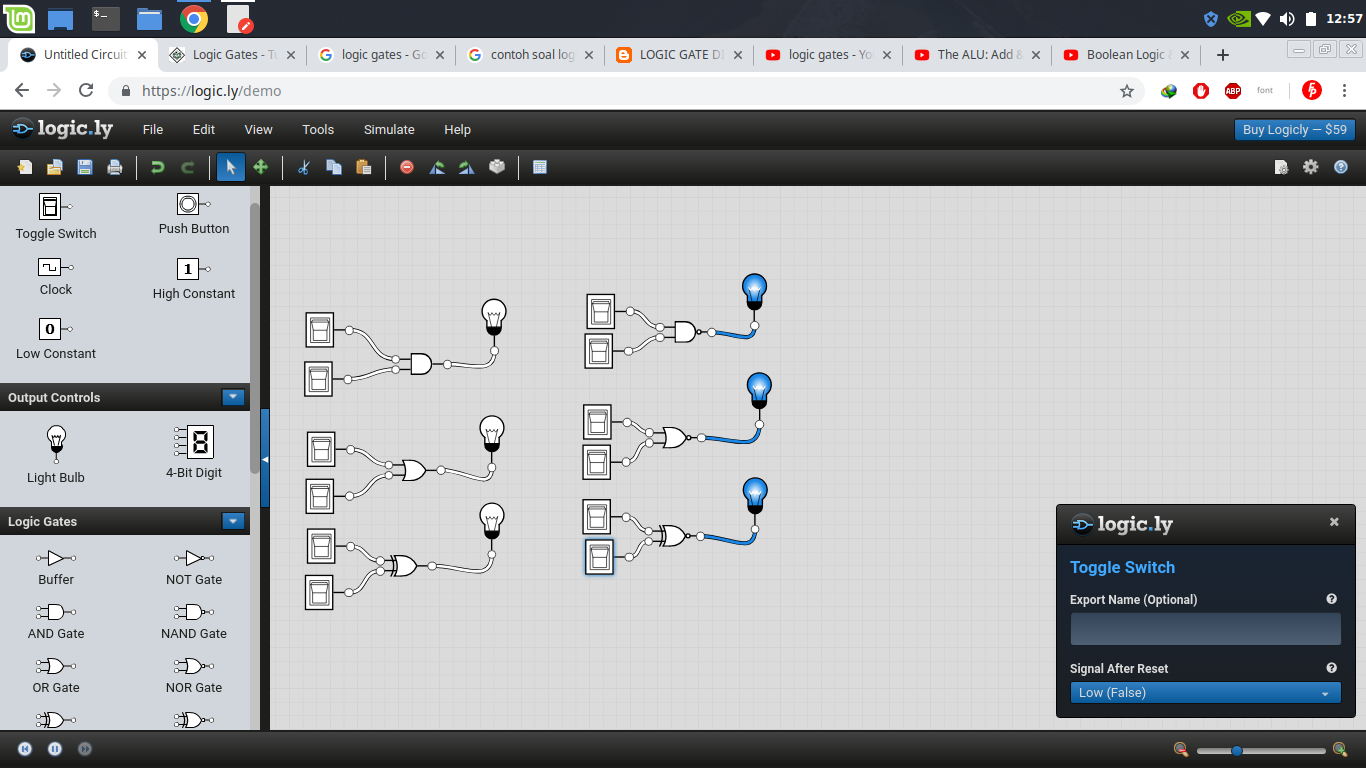 12:57
Untitled Circuit
Logic Gates - T
logic gates - Go
contoh soal log
LOGIC GATE DI
logic gates - Yo
The ALU: Add &
Boolean Logic &
https://logic.ly/demo
ABP
font
logic.ly
File Edit View Tools Simulate Help
Buy Logicly — $59
Toggle Switch
Push Button
Clock
1
High Constant
0
Low Constant
Output Controls
Light Bulb
8
4-Bit Digit
Logic Gates
Buffer
NOT Gate
AND Gate
NAND Gate
OR Gate
NOR Gate
logic.ly
Toggle Switch
Export Name (Optional)
Signal After Reset
Low (False)